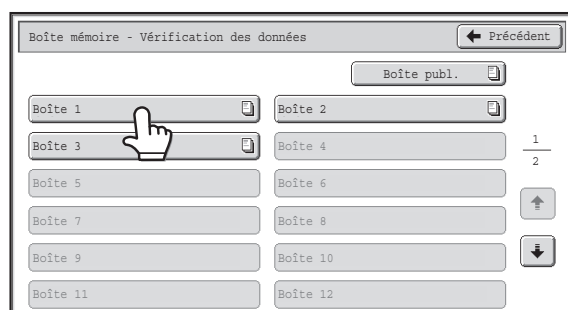 Boîte mémoire - Vérification des données
Précédent
Boîte publ.
Boîte 1
Boîte 2
Boîte 3
Boîte 4
1
2
Boîte 5
Boîte 6
Boîte 7
Boîte 8
Boîte 9
Boîte 10
Boîte 11
Boîte 12